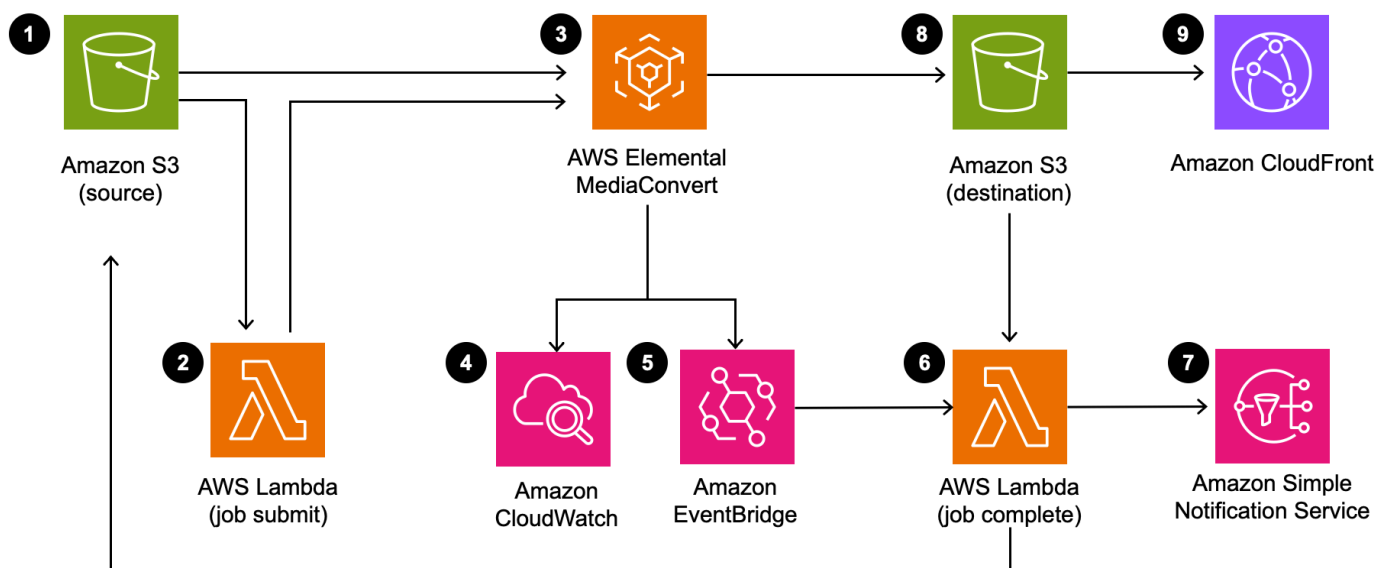 1
Amazon S3
(source)
3
AWS Elemental
MediaConvert
8
Amazon S3
(destination)
9
Amazon CloudFront
2
AWS Lambda
(job submit)
4
Amazon
CloudWatch
5
Amazon
EventBridge
6
AWS Lambda
(job complete)
7
Amazon Simple
Notification Service